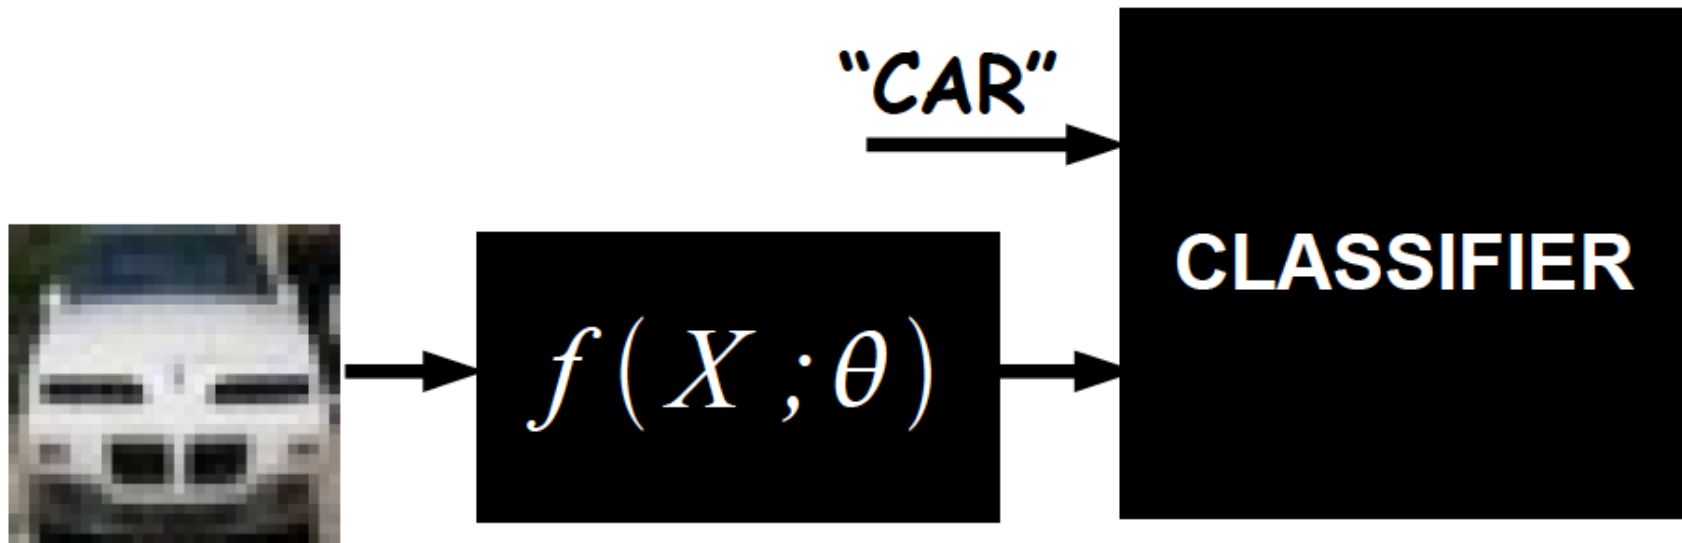 “CAR”
CLASSIFIER
f ( X ; θ )